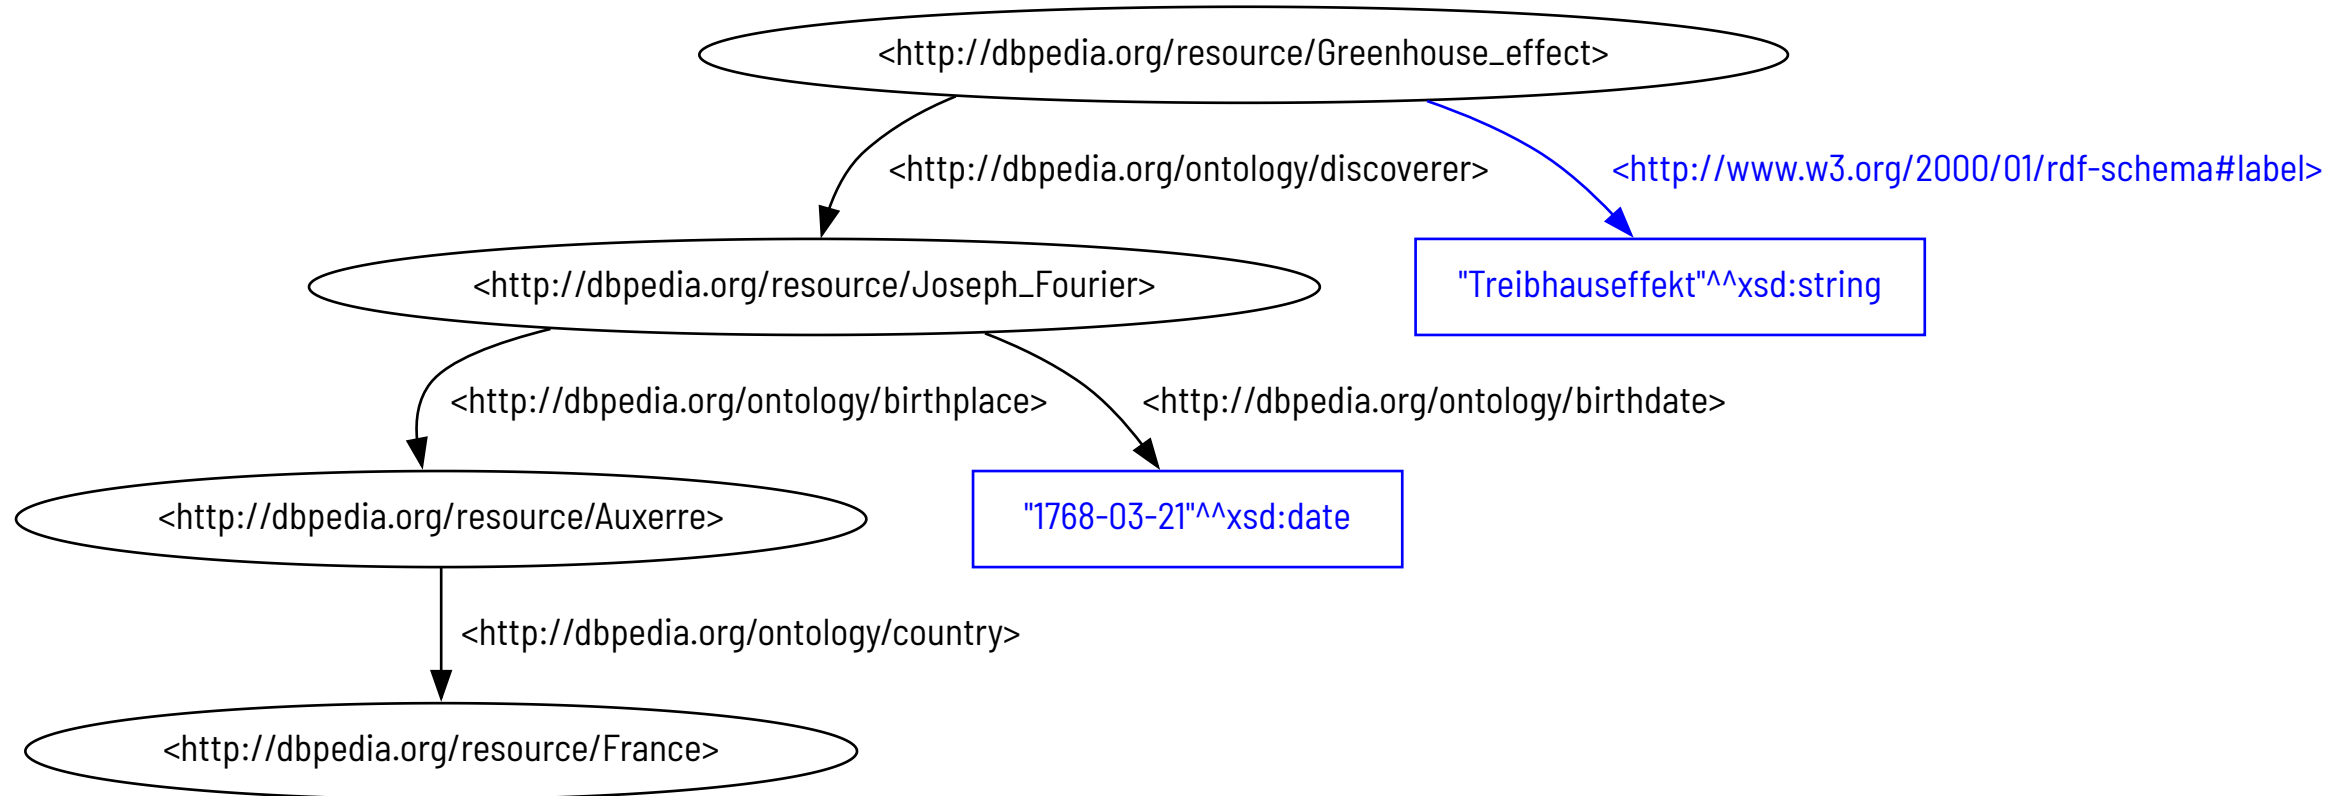 <http://dbpedia.org/resource/Greenhouse_effect>
<http://dbpedia.org/ontology/discoverer>
<http://www.w3.org/2000/01/rdf-schema#label>
<http://dbpedia.org/resource/Joseph_Fourier>
"Treibhauseffekt"^^xsd:string
<http://dbpedia.org/ontology/birthplace>
<http://dbpedia.org/ontology/birthdate>
<http://dbpedia.org/resource/Auxerre>
"1768-03-21"^^xsd:date
<http://dbpedia.org/ontology/country>
<http://dbpedia.org/resource/France>